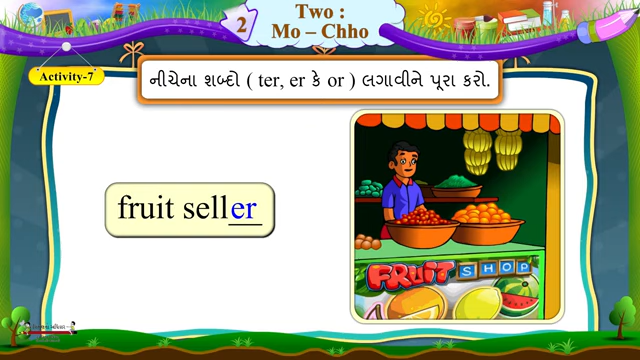 2
Two :
Mo – Chho
Activity-7
નીચેના શબ્દો ( ter, er કે or ) લગાવીને પૂરા કરો.
fruit seller
FRUIT SHOP